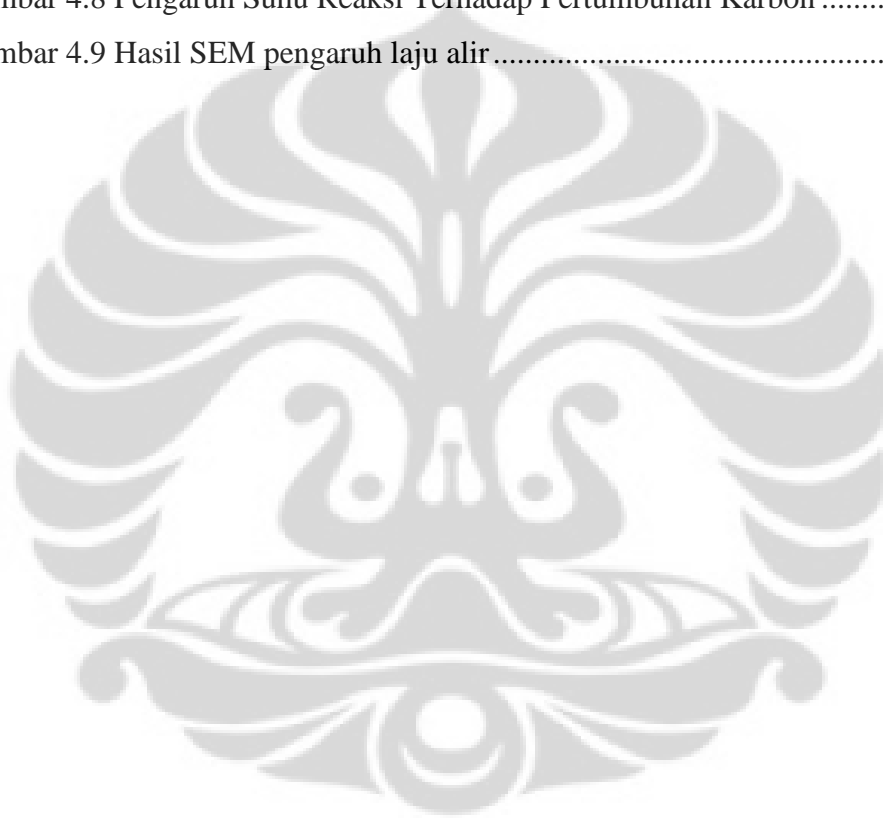 mbar 4.8 Pengaruh Suhu Reaksi Terhadap Pertumbuhan Karbon ........
mbar 4.9 Hasil SEM pengaruh laju alir .................................................